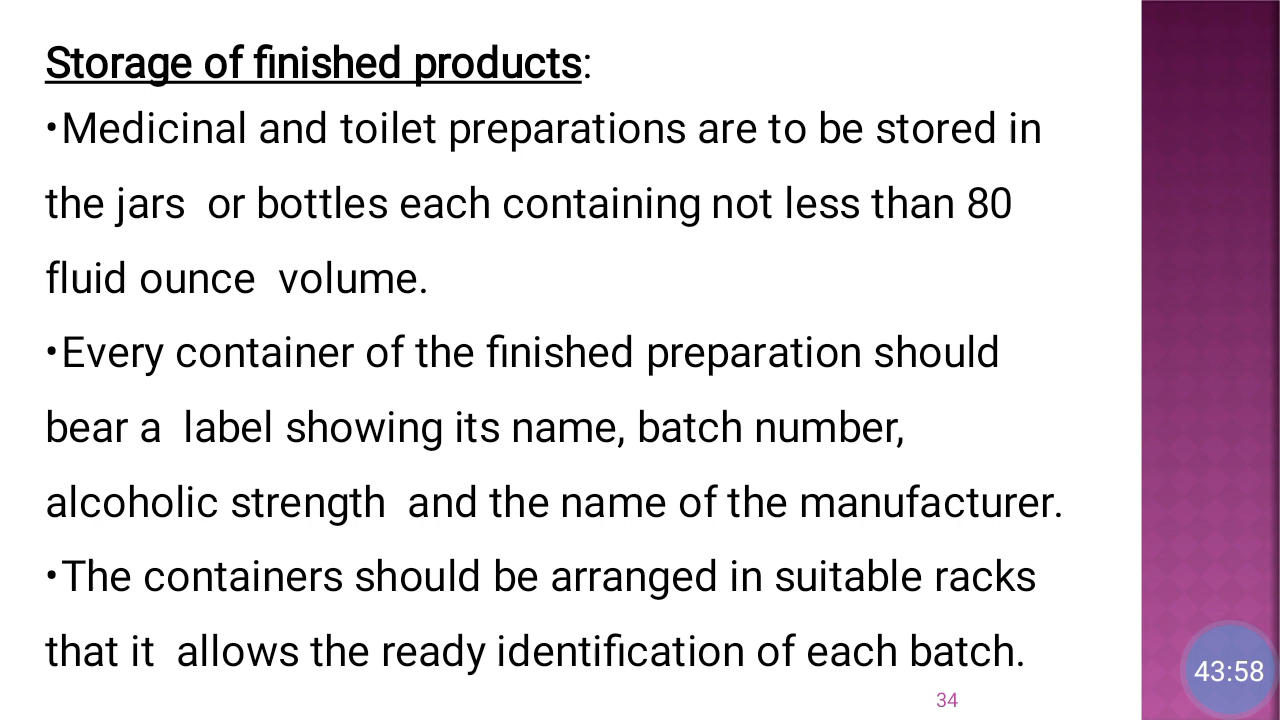 Storage of finished products:
•Medicinal and toilet preparations are to be stored in
the jars  or bottles each containing not less than 80
fluid ounce  volume.
•Every container of the finished preparation should
bear a  label showing its name, batch number,
alcoholic strength  and the name of the manufacturer.
•The containers should be arranged in suitable racks
that it  allows the ready identification of each batch.
43:58
34